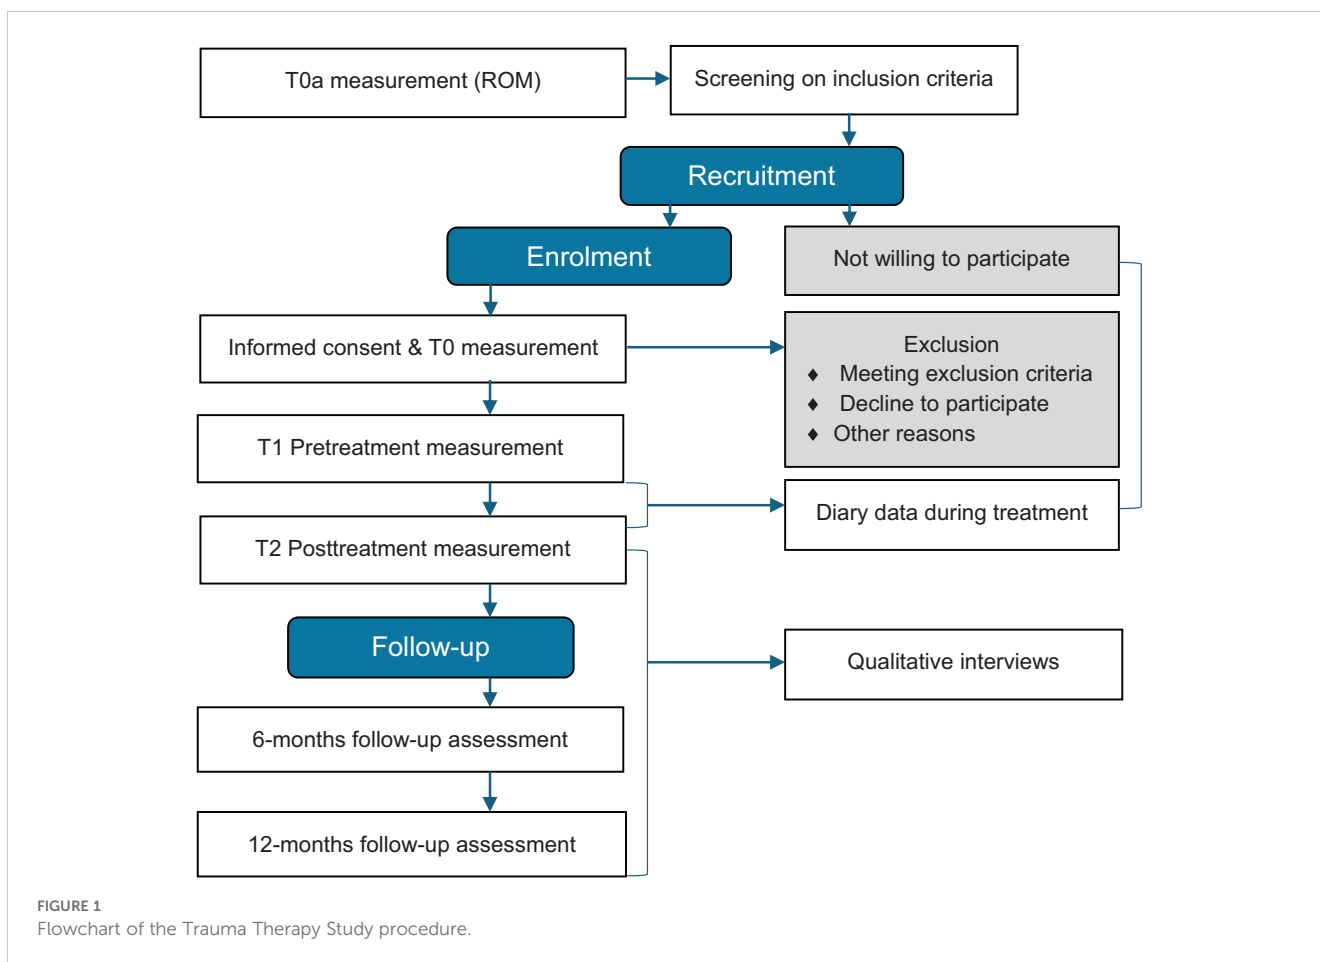 T0a measurement (ROM)
Screening on inclusion criteria
Recruitment
Enrolment
Not willing to participate
Informed consent & T0 measurement
Exclusion
♦ Meeting exclusion criteria
♦ Decline to participate
♦ Other reasons
T1 Pretreatment measurement
Diary data during treatment
T2 Posttreatment measurement
Follow-up
Qualitative interviews
6-months follow-up assessment
12-months follow-up assessment
FIGURE 1
Flowchart of the Trauma Therapy Study procedure.